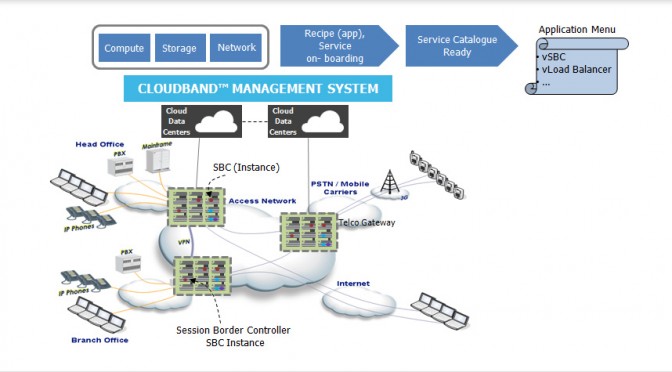 Compute
Storage
Network
Recipe (app),
Service
on- boarding
Service Catalogue
Ready
Application Menu
• vSBC
• vLoad Balancer
• ...
CLOUDBAND™ MANAGEMENT SYSTEM
Cloud
Data
Centers
Cloud
Data
Centers
Head Office
PBX
Mainframe
SBC (Instance)
IP Phones
Access Network
PSTN / Mobile
Carriers
3G
Telco Gateway
VPN
PBX
IP Phones
Internet
Branch Office
Session Border Controller
SBC Instance